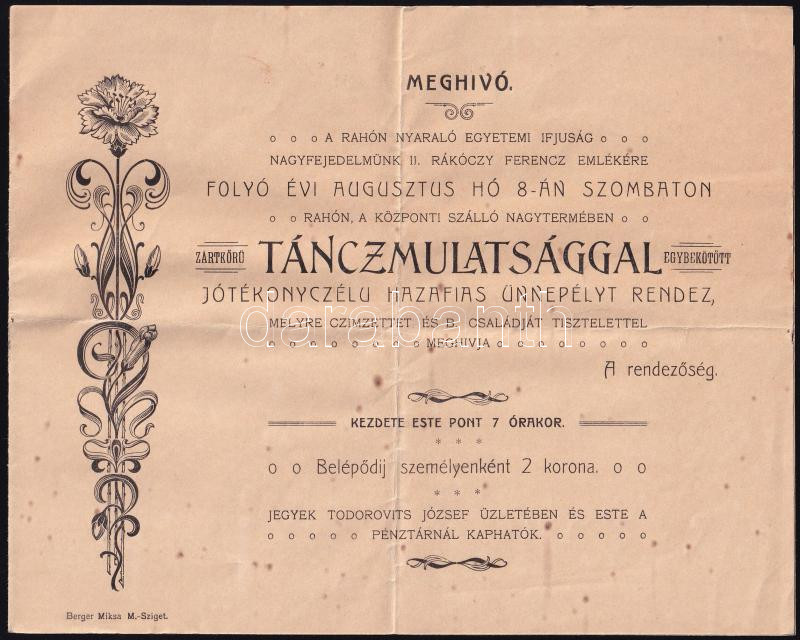 MEGHIVÓ.
A RAHÓN NYARALÓ EGYETEMI IFJUSÁG
NAGYFEJEDELMÜNK II. RÁKÓCZY FERENCZ EMLÉKÉRE
FOLYÓ ÉVI AUGUSZTUS HÓ 8-ÁN SZOMBATON
RAHÓN, A KÖZPONTI SZÁLLÓ NAGYTERMÉBEN
ZÁRTKÖRŰ TÁNCZMULATSÁGGAL EGYBEKÖTÖTT
JÓTÉKONYCZÉLU HAZAFIAS ÜNNEPÉLYT RENDEZ,
MELYRE CZIMZETTET ÉS B. CSALÁDJÁT TISZTELETTEL
MEGHIVJA
A rendezőség.
darabanth
KEZDETE ESTE PONT 7 ÓRAKOR.
* * *
Belépődij személyenként 2 korona.
* * *
JEGYEK TODOROVITS JÓZSEF ÜZLETÉBEN ÉS ESTE A
PÉNZTÁRNÁL KAPHATÓK.
Berger Miksa M.-Sziget.